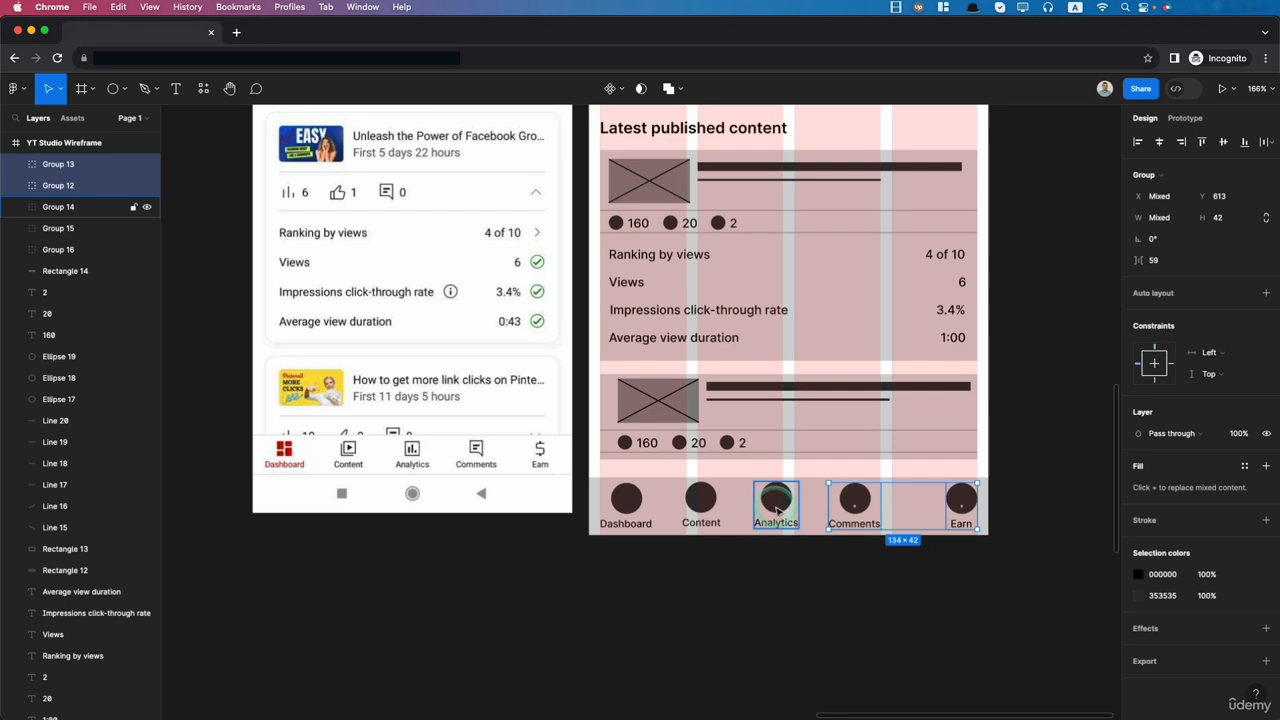 Chrome File Edit View History Bookmarks Profiles Tab Window Help
Incognito
Share 166%
Layers Assets Page 1
YT Studio Wireframe
Group 13
Group 12
Group 14
Group 15
Group 16
Rectangle 14
2
20
160
Ellipse 19
Ellipse 18
Ellipse 17
Line 20
Line 19
Line 18
Line 17
Line 16
Line 15
Rectangle 13
Rectangle 12
Average view duration
Impressions click-through rate
Views
Ranking by views
2
20
EASY
Unleash the Power of Facebook Gro...
First 5 days 22 hours
6 1 0
Ranking by views 4 of 10
Views 6
Impressions click-through rate 3.4%
Average view duration 0:43
Pinterest
MORE
CLICKS
How to get more link clicks on Pinte...
First 11 days 5 hours
Dashboard Content Analytics Comments Earn
Latest published content
160 20 2
Ranking by views 4 of 10
Views 6
Impressions click-through rate 3.4%
Average view duration 1:00
160 20 2
Dashboard Content Analytics Comments Earn
134 × 42
Design Prototype
Group
X Mixed Y 613
W Mixed H 42
0°
59
Auto layout
Constraints
Left
Top
Layer
Pass through 100%
Fill
Click + to replace mixed content.
Stroke
Selection colors
000000 100%
353535 100%
Effects
Export
?
ûdemy